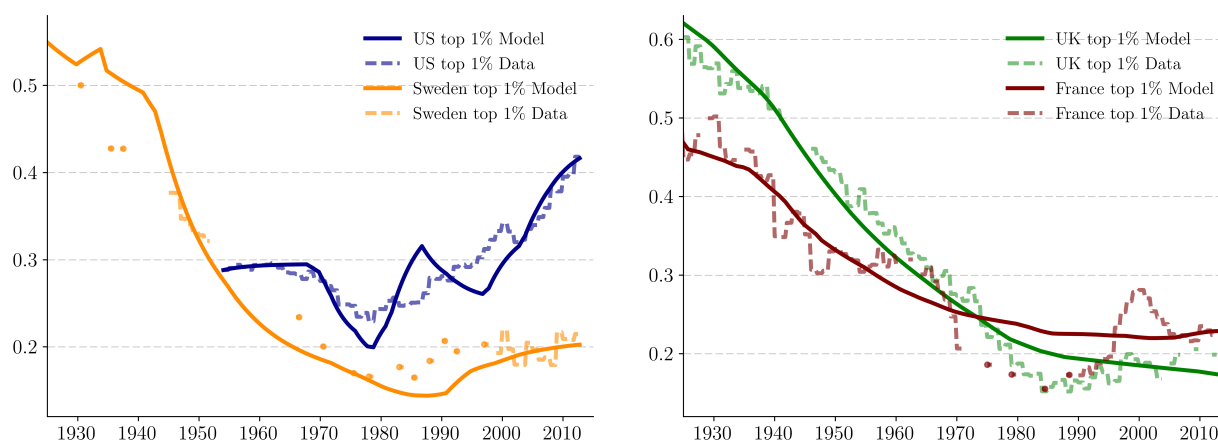 US top 1% Model
US top 1% Data
Sweden top 1% Model
Sweden top 1% Data
0.5
0.4
0.3
0.2
1930 1940 1950 1960 1970 1980 1990 2000 2010
UK top 1% Model
UK top 1% Data
France top 1% Model
France top 1% Data
0.6
0.5
0.4
0.3
0.2
1930 1940 1950 1960 1970 1980 1990 2000 2010